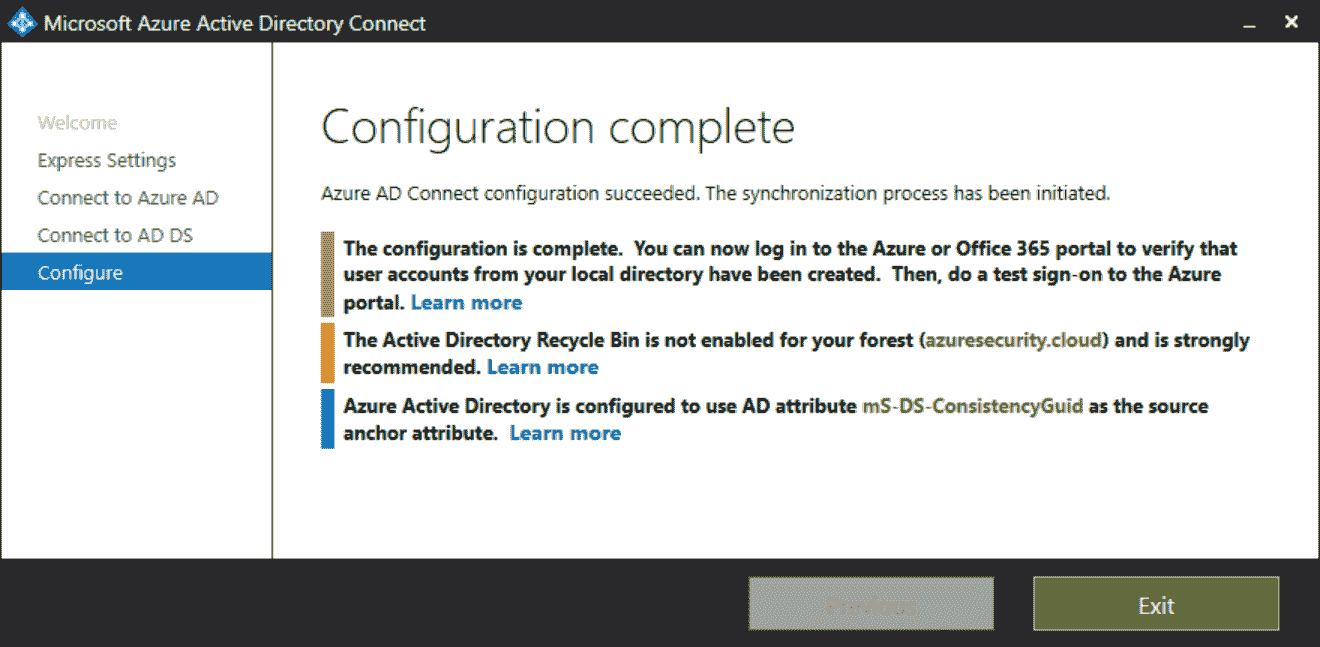 Microsoft Azure Active Directory Connect
Welcome
Express Settings
Connect to Azure AD
Connect to AD DS
Configure
Configuration complete
Azure AD Connect configuration succeeded. The synchronization process has been initiated.
The configuration is complete. You can now log in to the Azure or Office 365 portal to verify that
user accounts from your local directory have been created. Then, do a test sign-on to the Azure
portal. Learn more
The Active Directory Recycle Bin is not enabled for your forest (azuresecurity.cloud) and is strongly
recommended. Learn more
Azure Active Directory is configured to use AD attribute mS-DS-ConsistencyGuid as the source
anchor attribute. Learn more
Exit